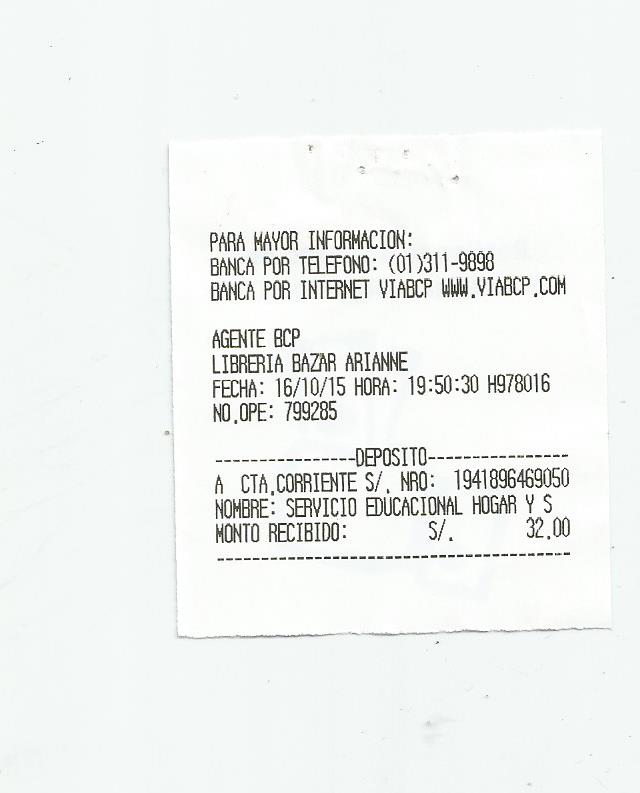 PARA MAYOR INFORMACION:
BANCA POR TELEFONO: (01)311-9898
BANCA POR INTERNET VIABCP WWW.VIABCP.COM
AGENTE BCP
LIBRERIA BAZAR ARIANNE
FECHA: 16/10/15 HORA: 19:50:30 H978016
NO.OPE: 799285
----------------DEPOSITO----------------
A CTA.CORRIENTE S/. NRO: 1941896469050
NOMBRE: SERVICIO EDUCACIONAL HOGAR Y S
MONTO RECIBIDO: S/. 32.00
----------------------------------------